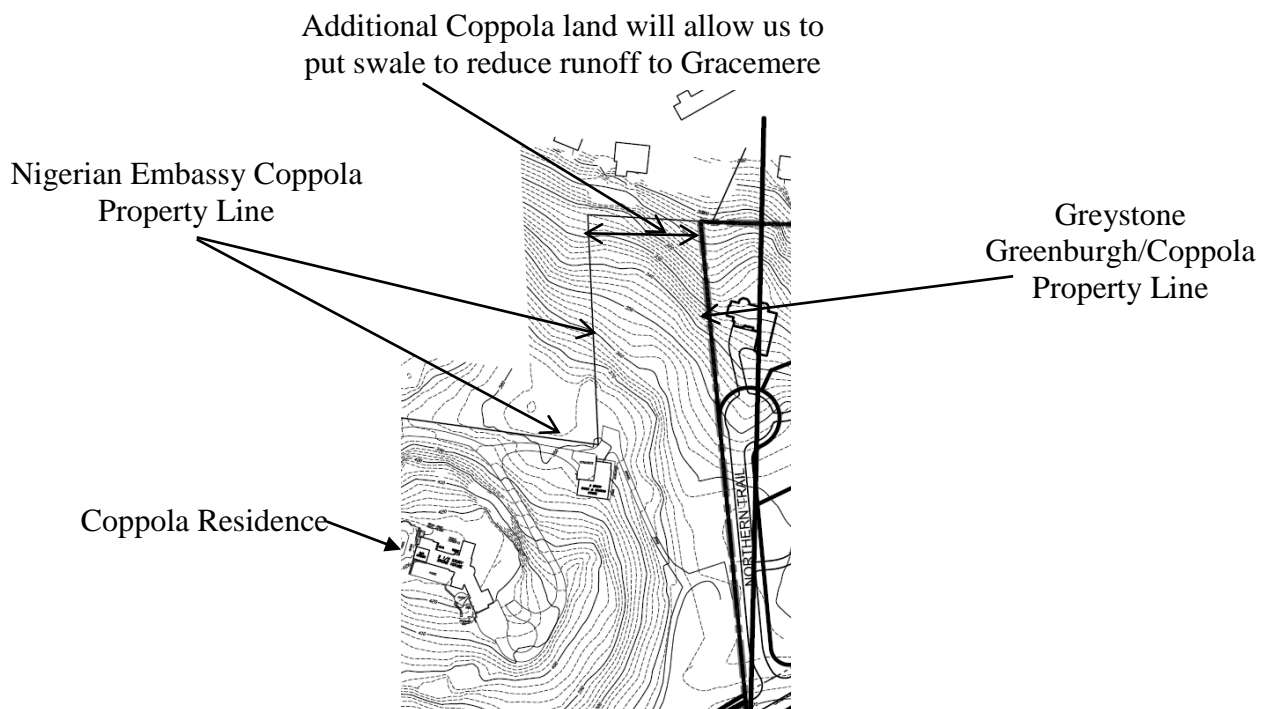 Additional Coppola land will allow us to
put swale to reduce runoff to Gracemere
Nigerian Embassy Coppola
Property Line
Greystone
Greenburgh/Coppola
Property Line
Coppola Residence
NORTHERN TRAIL